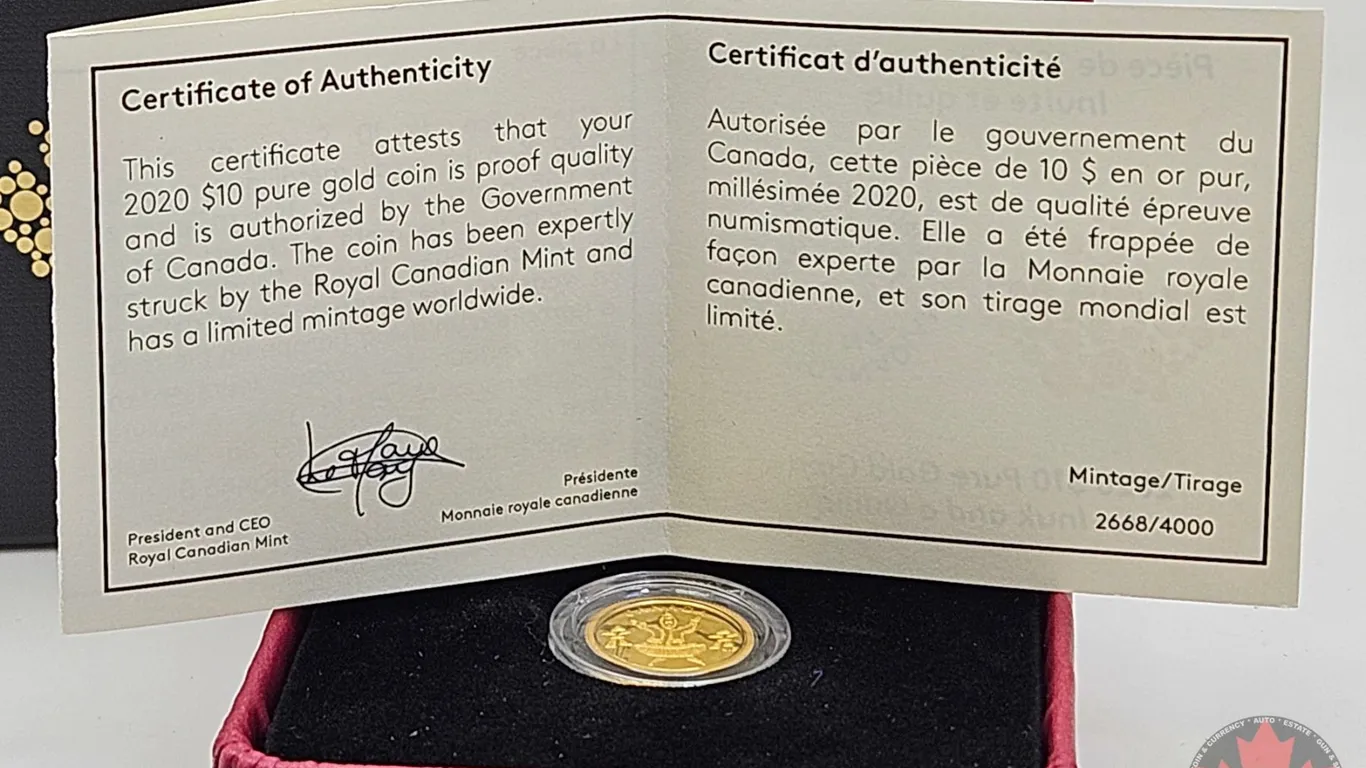 Certificate of Authenticity
This certificate attests that your
2020 $10 pure gold coin is proof quality
and is authorized by the Government
of Canada. The coin has been expertly
struck by the Royal Canadian Mint and
has a limited mintage worldwide.
President and CEO
Royal Canadian Mint
Présidente
Monnaie royale canadienne
Certificat d'authenticité
Autorisée par le gouvernement du
Canada, cette pièce de 10 $ en or pur,
millésimée 2020, est de qualité épreuve
numismatique. Elle a été frappée de
façon experte par la Monnaie royale
canadienne, et son tirage mondial est
limité.
Mintage/Tirage
2668/4000
& CURRENCY · AUTO · ESTATE · GUN &